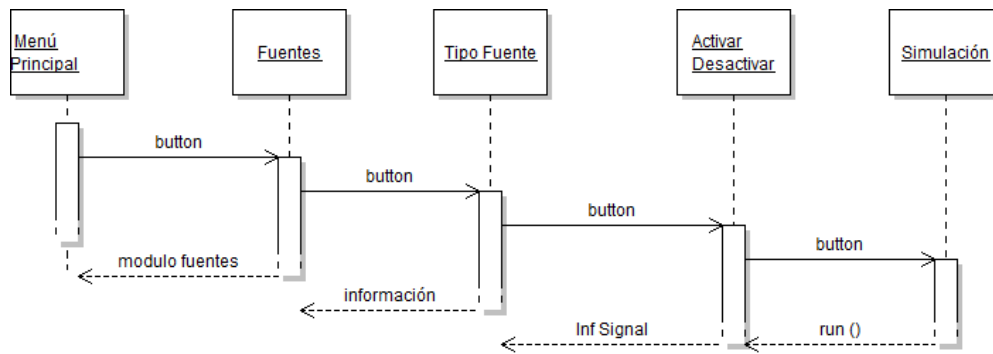 Menú
Principal
Fuentes
Tipo Fuente
Activar
Desactivar
Simulación
button
button
button
button
modulo fuentes
información
Inf Signal
run ()